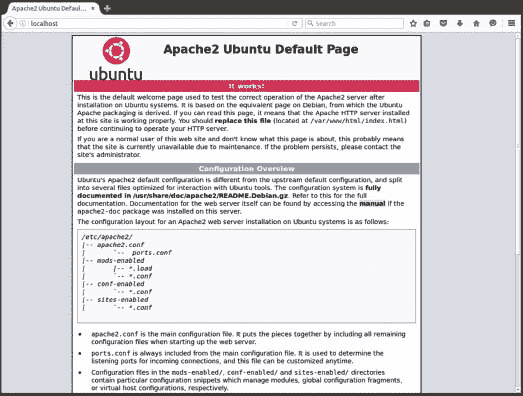 Apache2 Ubuntu Defaul...
localhost
Search
Apache2 Ubuntu Default Page
ubuntu
It works!
This is the default welcome page used to test the correct operation of the Apache2 server after
installation on Ubuntu systems. It is based on the equivalent page on Debian, from which the Ubuntu
Apache packaging is derived. If you can read this page, it means that the Apache HTTP server installed
at this site is working properly. You should replace this file (located at /var/www/html/index.html)
before continuing to operate your HTTP server.
If you are a normal user of this web site and don't know what this page is about, this probably means
that the site is currently unavailable due to maintenance. If the problem persists, please contact the
site's administrator.
Configuration Overview
Ubuntu's Apache2 default configuration is different from the upstream default configuration, and split
into several files optimized for interaction with Ubuntu tools. The configuration system is fully
documented in /usr/share/doc/apache2/README.Debian.gz. Refer to this for the full
documentation. Documentation for the web server itself can be found by accessing the manual if the
apache2-doc package was installed on this server.
The configuration layout for an Apache2 web server installation on Ubuntu systems is as follows:
/etc/apache2/
|-- apache2.conf
|       `--  ports.conf
|-- mods-enabled
|       |-- *.load
|       `-- *.conf
|-- conf-enabled
|       `-- *.conf
|-- sites-enabled
|       `-- *.conf
• apache2.conf is the main configuration file. It puts the pieces together by including all remaining
configuration files when starting up the web server.
• ports.conf is always included from the main configuration file. It is used to determine the
listening ports for incoming connections, and this file can be customized anytime.
• Configuration files in the mods-enabled/, conf-enabled/ and sites-enabled/ directories
contain particular configuration snippets which manage modules, global configuration fragments,
or virtual host configurations, respectively.